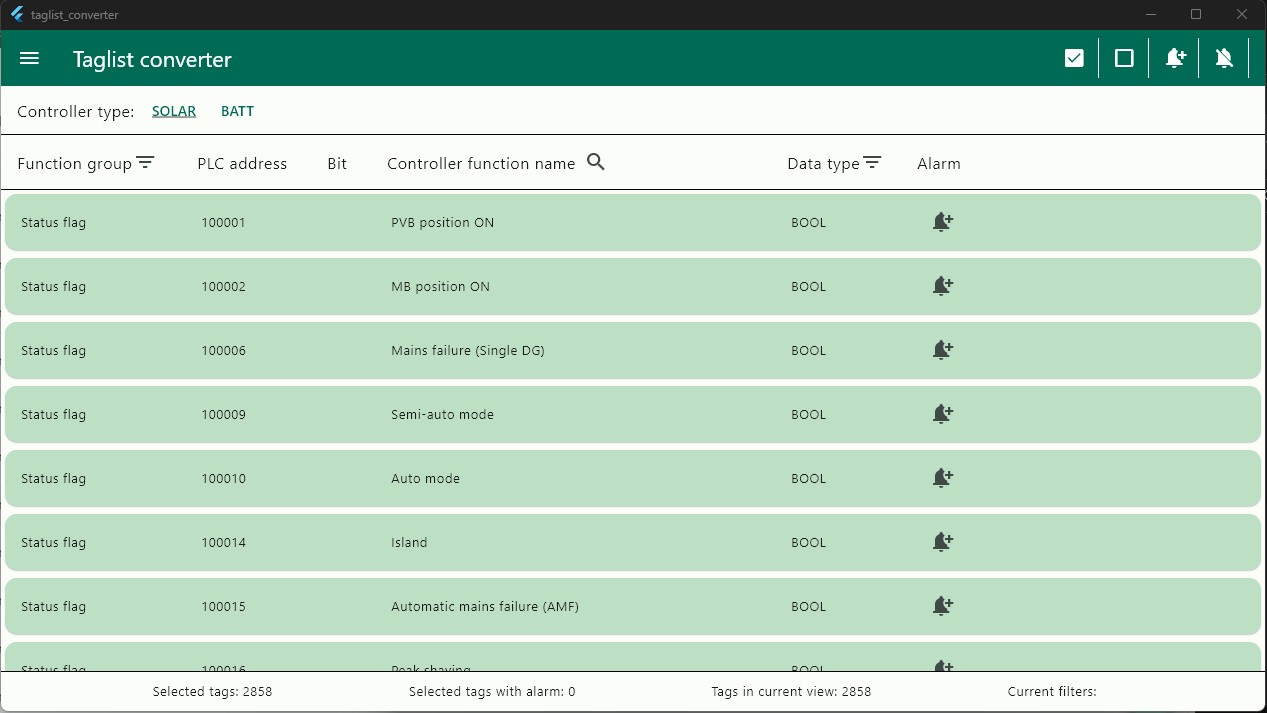 taglist_converter
Taglist converter
Controller type: SOLAR BATT
Function group PLC address Bit Controller function name Data type Alarm
Status flag 100001 PVB position ON BOOL
Status flag 100002 MB position ON BOOL
Status flag 100006 Mains failure (Single DG) BOOL
Status flag 100009 Semi-auto mode BOOL
Status flag 100010 Auto mode BOOL
Status flag 100014 Island BOOL
Status flag 100015 Automatic mains failure (AMF) BOOL
Status flag 100016 Peak shaving BOOL
Selected tags: 2858 Selected tags with alarm: 0 Tags in current view: 2858 Current filters: